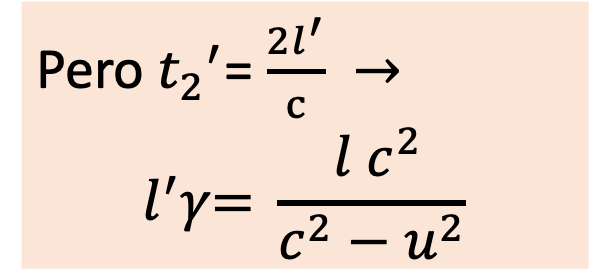 Pero t₂′= 2l′/c →
l′γ= l c²/(c² − u²)